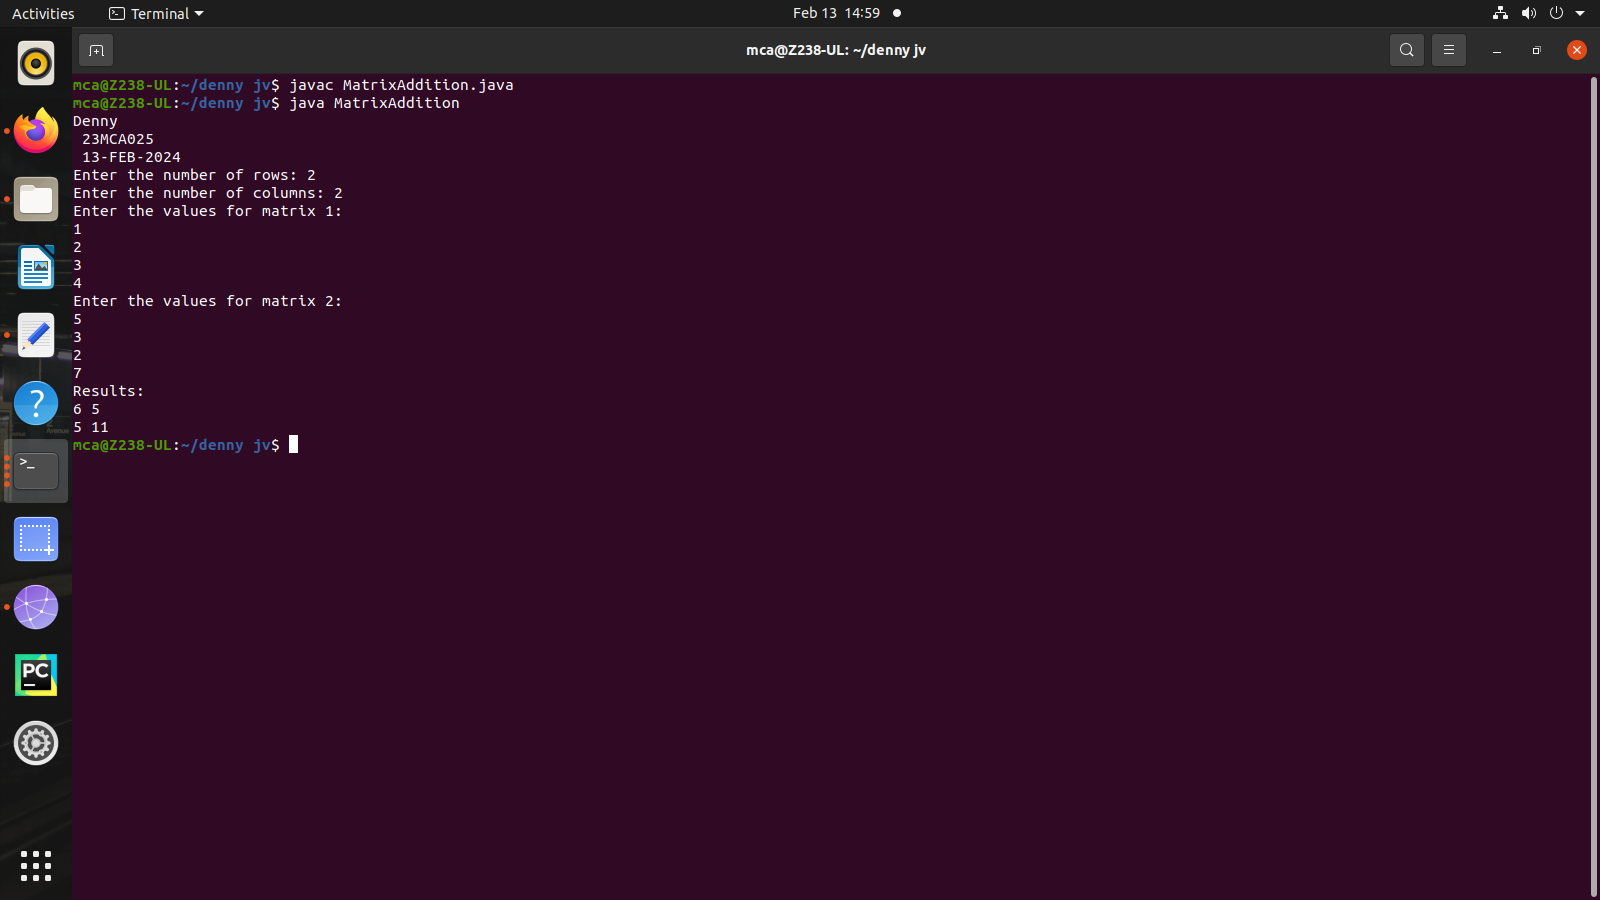 Activities
Terminal
Feb 13 14:59
mca@Z238-UL: ~/denny jv
mca@Z238-UL:~/denny jv$ javac MatrixAddition.java
mca@Z238-UL:~/denny jv$ java MatrixAddition
Denny
 23MCA025
 13-FEB-2024
Enter the number of rows: 2
Enter the number of columns: 2
Enter the values for matrix 1:
1
2
3
4
Enter the values for matrix 2:
5
3
2
7
Results:
6 5
5 11
mca@Z238-UL:~/denny jv$
?
>_
PC